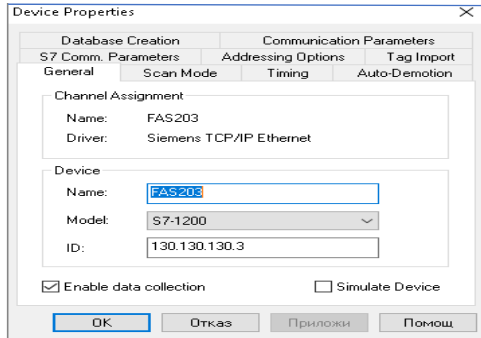 Device Properties
Database Creation Communication Parameters
S7 Comm. Parameters Addressing Options Tag Import
General Scan Mode Timing Auto-Demotion
Channel Assignment
Name: FAS203
Driver: Siemens TCP/IP Ethernet
Device
Name: FAS203
Model: S7-1200
ID: 130.130.130.3
Enable data collection Simulate Device
OK Отказ Приложи Помощ